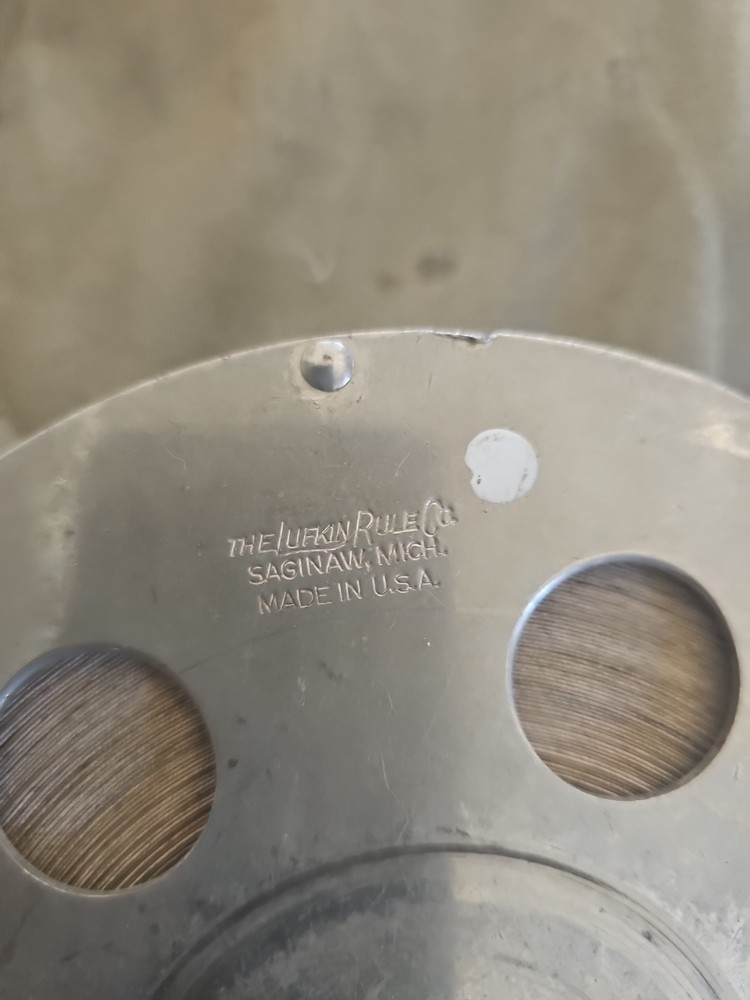 THE LUFKIN RULE CO.
SAGINAW, MICH.
MADE IN U.S.A.